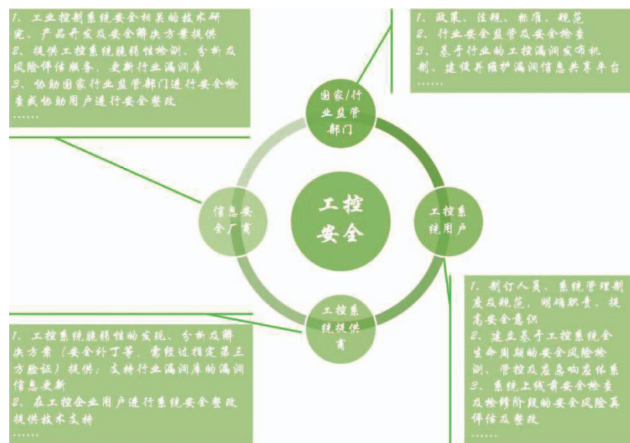 1、工业控制系统安全相关的技术研
究、产品开发及安全解决方案提供
2、提供工控系统脆弱性检测、分析及
风险评估服务；更新行业漏洞库
3、协助国家行业监管部门进行安全检
查或协助用户进行安全整改
……
1、政策、法规、标准、规范
2、行业安全监管及安全检查
3、基于行业的工控漏洞发布机
制、建设并维护漏洞信息共享平台
……
国家/行
业监管
部门
信息安
全厂商
工控
安全
工控系
统用户
工控系
统提供
商
1、工控系统脆弱性的发现、分析及解
决方案（安全补丁等，需经过指定第三
方验证）提供；支持行业漏洞库的漏洞
信息更新
2、在工控企业用户进行系统安全整改
提供技术支持
……
1、制订人员、系统管理制
度及规范，明确职责、提
高安全意识
2、建立基于工控系统全
生命周期的安全风险检
测、管控及应急响应体系
3、系统上线前安全检查
及检修阶段的安全风险再
评估及整改
……